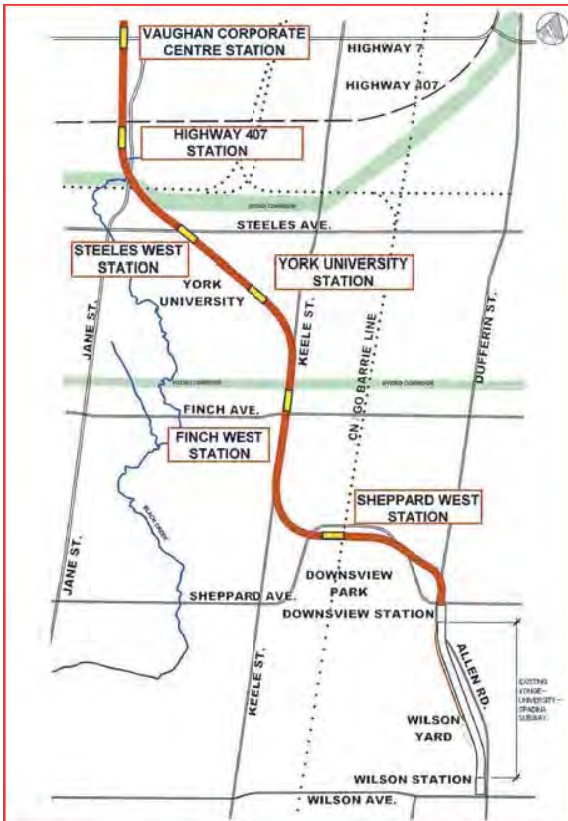 VAUGHAN CORPORATE
CENTRE STATION
HIGHWAY 7
HIGHWAY 407
HIGHWAY 407
STATION
HYDRO CORRIDOR
STEELES AVE.
STEELES WEST
STATION
YORK UNIVERSITY
STATION
YORK
UNIVERSITY
JANE ST.
KEELE ST.
CN / GO BARRIE LINE
DUFFERIN ST.
HYDRO CORRIDOR
HYDRO CORRIDOR
FINCH AVE.
FINCH WEST
STATION
SHEPPARD WEST
STATION
BLACK CREEK
DOWNSVIEW
PARK
JANE ST.
SHEPPARD AVE.
DOWNSVIEW STATION
KEELE ST.
ALLEN RD.
EXISTING
YONGE-
UNIVERSITY-
SPADINA
SUBWAY
WILSON
YARD
WILSON STATION
WILSON AVE.